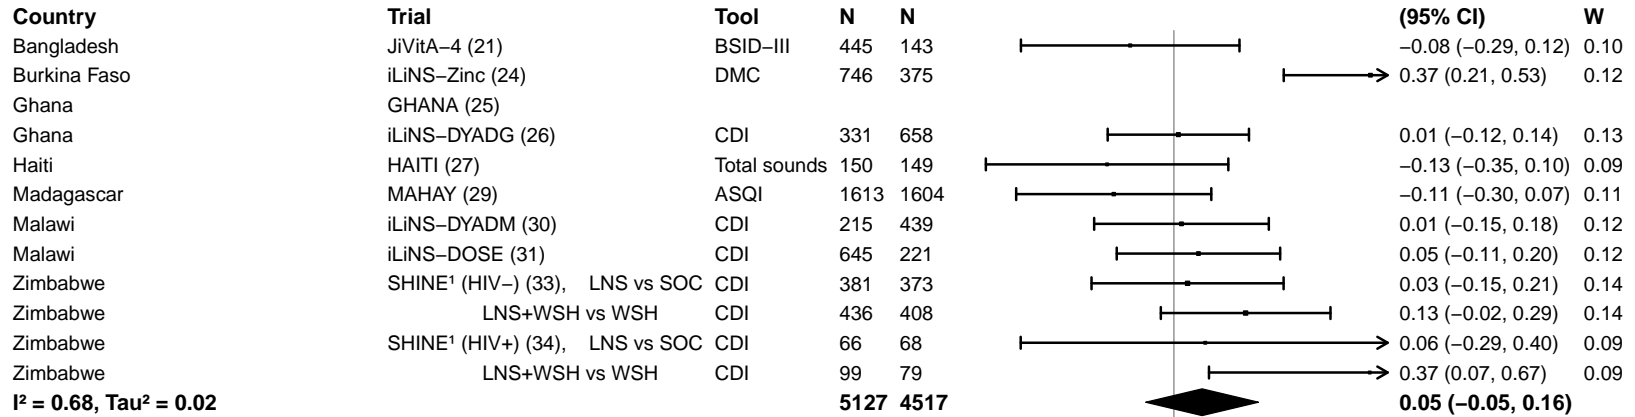 Country Trial Tool N N (95% CI) W
Bangladesh JiVitA−4 (21) BSID−III 445 143 −0.08 (−0.29, 0.12) 0.10
Burkina Faso iLiNS−Zinc (24) DMC 746 375 0.37 (0.21, 0.53) 0.12
Ghana GHANA (25)
Ghana iLiNS−DYADG (26) CDI 331 658 0.01 (−0.12, 0.14) 0.13
Haiti HAITI (27) Total sounds 150 149 −0.13 (−0.35, 0.10) 0.09
Madagascar MAHAY (29) ASQI 1613 1604 −0.11 (−0.30, 0.07) 0.11
Malawi iLiNS−DYADM (30) CDI 215 439 0.01 (−0.15, 0.18) 0.12
Malawi iLiNS−DOSE (31) CDI 645 221 0.05 (−0.11, 0.20) 0.12
Zimbabwe SHINE¹ (HIV−) (33), LNS vs SOC CDI 381 373 0.03 (−0.15, 0.21) 0.14
Zimbabwe LNS+WSH vs WSH CDI 436 408 0.13 (−0.02, 0.29) 0.14
Zimbabwe SHINE¹ (HIV+) (34), LNS vs SOC CDI 66 68 0.06 (−0.29, 0.40) 0.09
Zimbabwe LNS+WSH vs WSH CDI 99 79 0.37 (0.07, 0.67) 0.09
I² = 0.68, Tau² = 0.02 5127 4517 0.05 (−0.05, 0.16)